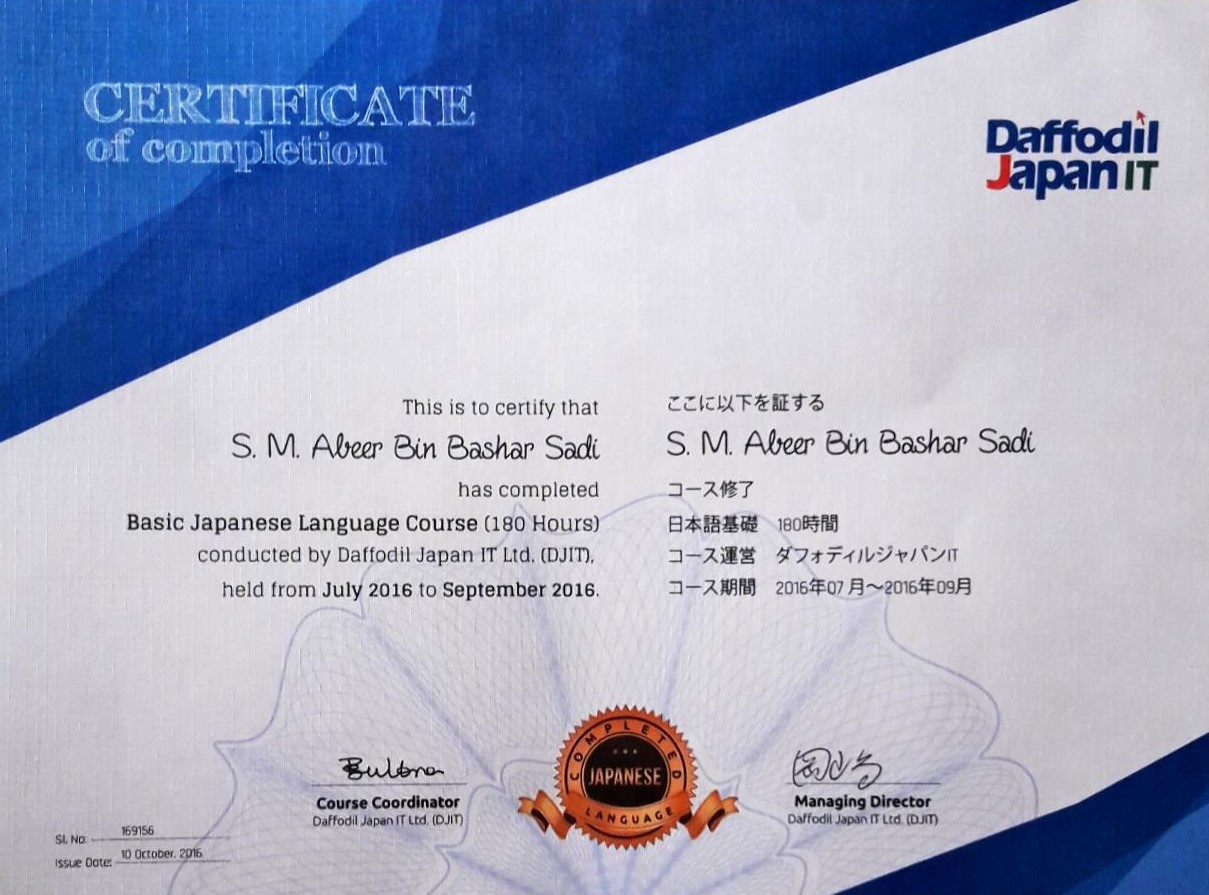 CERTIFICATE
of completion
Daffodil
Japan IT
This is to certify that
S. M. Abeer Bin Bashar Sadi
has completed
Basic Japanese Language Course (180 Hours)
conducted by Daffodil Japan IT Ltd. (DJIT),
held from July 2016 to September 2016.
ここに以下を証する
S. M. Abeer Bin Bashar Sadi
コース修了
日本語基礎 180時間
コース運営 ダフォディルジャパンIT
コース期間 2016年07月～2016年09月
Course Coordinator
Daffodil Japan IT Ltd. (DJIT)
COMPLETED
JAPANESE
LANGUAGE
Managing Director
Daffodil Japan IT Ltd. (DJIT)
Sl. No: 169156
Issue Date: 10 October, 2016